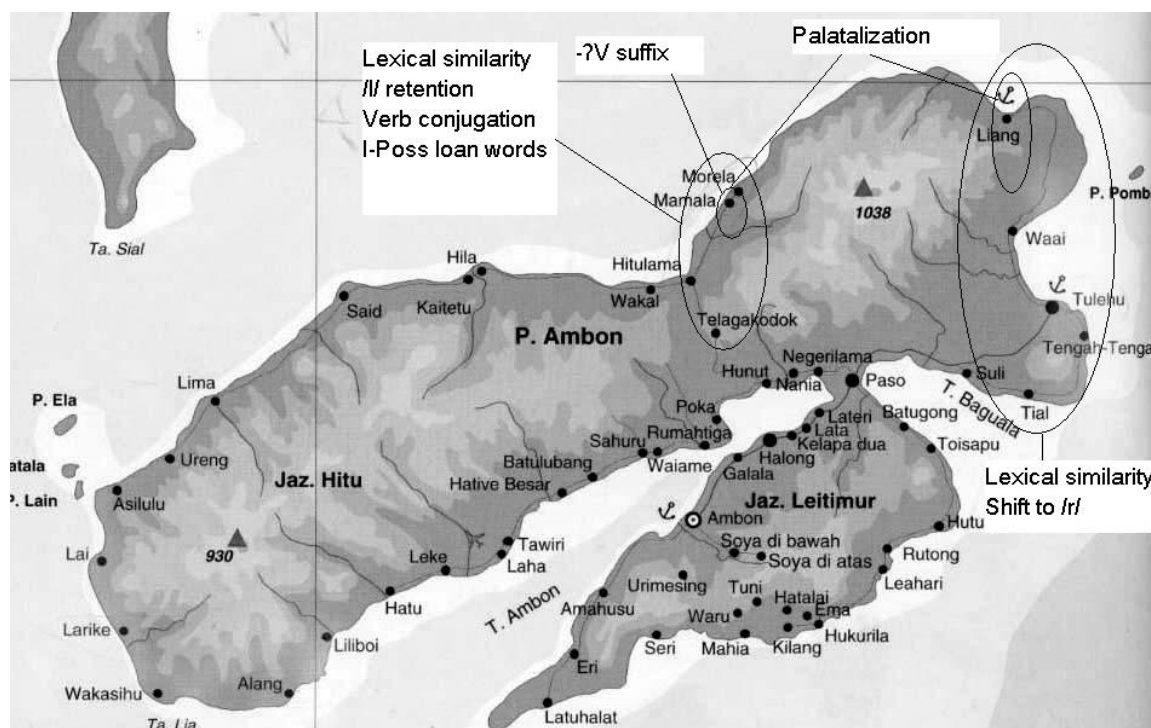 Palatalization
-?V suffix
Lexical similarity
/l/ retention
Verb conjugation
I-Poss loan words
Liang
Morela
Mamala
1038
P. Pomb
Ta. Sial
Waai
Hila
Hitulama
Kaitetu
Wakal
Said
Tulehu
Telagakodok
P. Ambon
Tengah-Tenga
Negerilama
Hunut
Nania
Paso
Suli
Lima
T. Baguala
Tial
P. Ela
Poka
Lateri
Batugong
Lata
Rumahtiga
Sahuru
Kelapa dua
Toisapu
Ureng
Waiame
Halong
Batulubang
Galala
atala
Jaz. Hitu
Hative Besar
Lexical similarity
Shift to /r/
P. Lain
Asilulu
Jaz. Leitimur
Ambon
Hutu
930
Tawiri
Soya di bawah
Lai
Laha
Soya di atas
Rutong
Leke
Leahari
Urimesing
Tuni
Hatalai
Hatu
T. Ambon
Amahusu
Waru
Ema
Larike
Liliboi
Hukurila
Seri
Mahia
Kilang
Eri
Wakasihu
Alang
Latuhalat
Ta. Lia